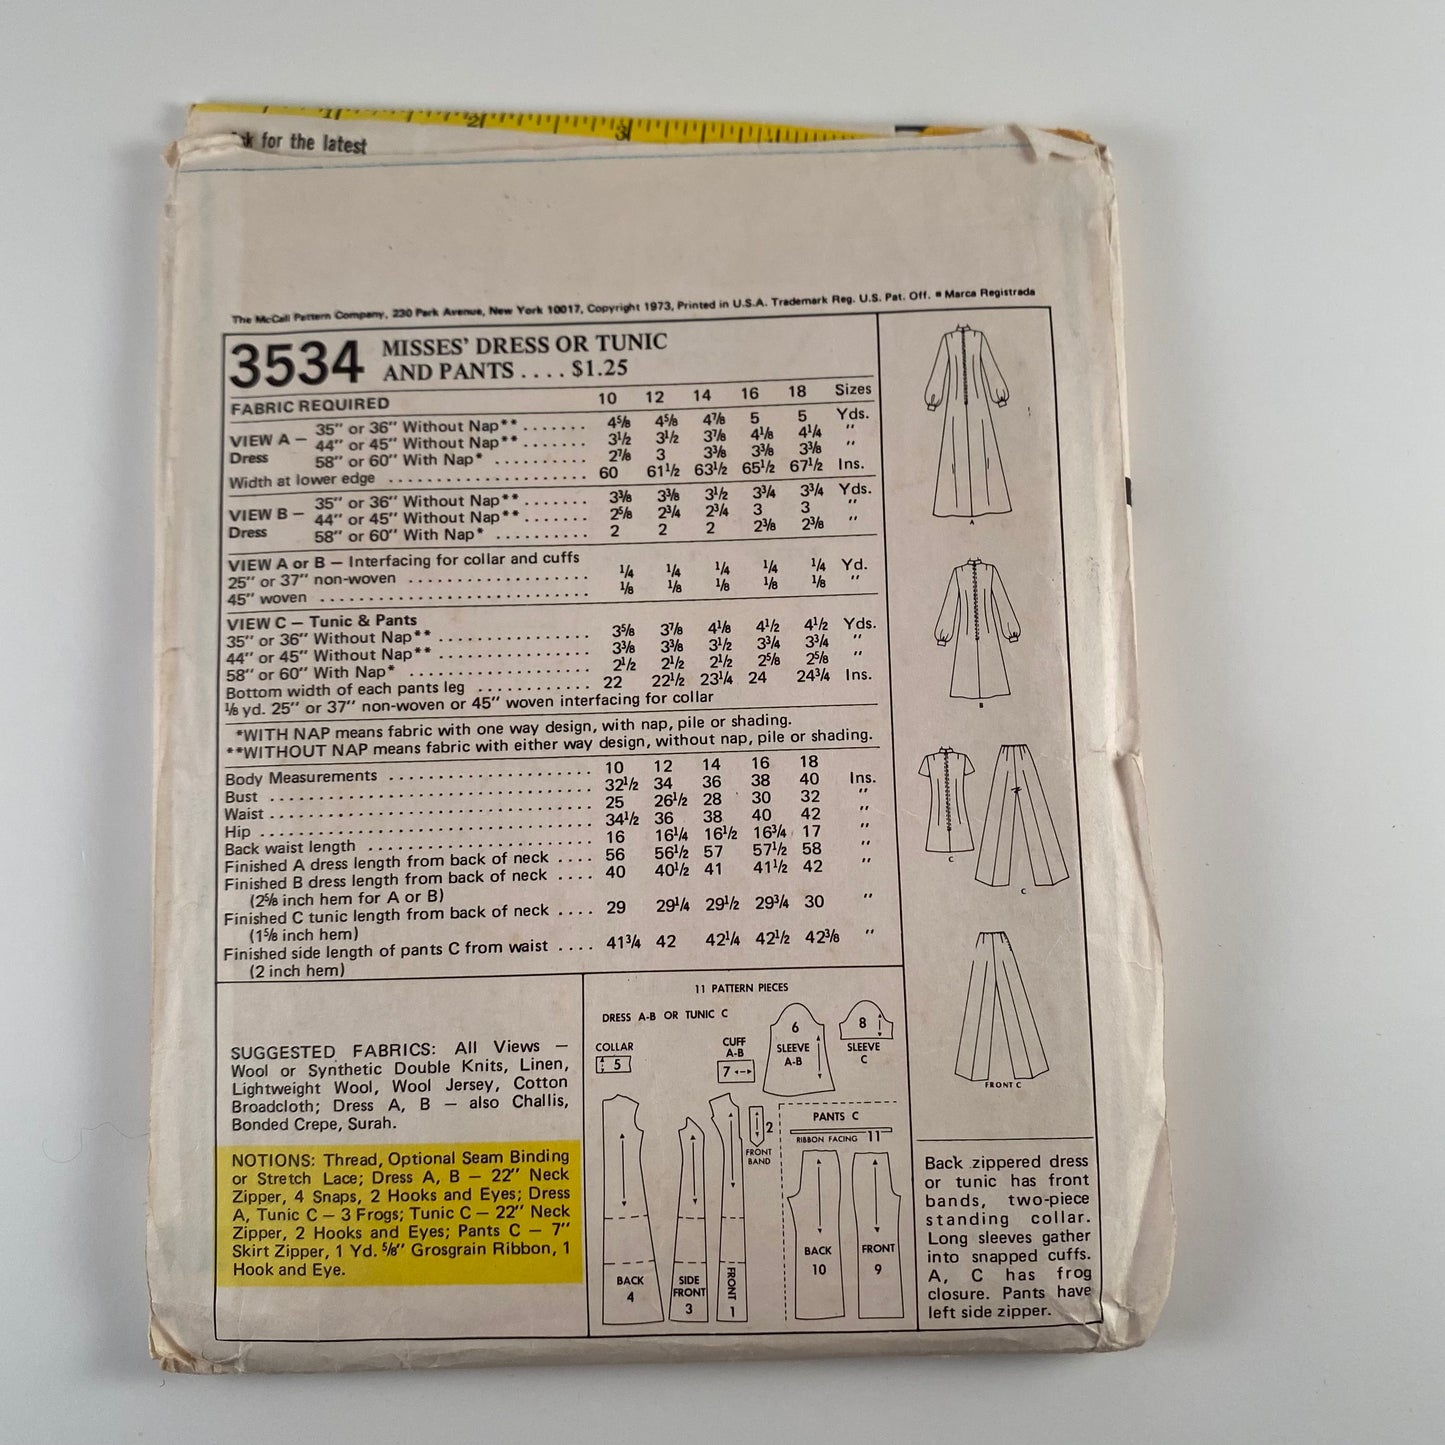 1 2 3
for the latest
The McCall Pattern Company, 230 Park Avenue, New York 10017, Copyright 1973, Printed in U.S.A. Trademark Reg. U.S. Pat. Off. ■ Marca Registrada
3534 MISSES' DRESS OR TUNIC
AND PANTS .... $1.25
FABRIC REQUIRED 10 12 14 16 18 Sizes
35" or 36" Without Nap** ....... 4⅝ 4⅝ 4⅞ 5 5 Yds.
VIEW A — 44" or 45" Without Nap** ....... 3½ 3½ 3⅞ 4⅛ 4¼ "
Dress 58" or 60" With Nap* .......... 2⅞ 3 3⅜ 3⅜ 3⅜ "
Width at lower edge ..................... 60 61½ 63½ 65½ 67½ Ins.
35" or 36" Without Nap** ....... 3⅜ 3⅜ 3½ 3¾ 3¾ Yds.
VIEW B — 44" or 45" Without Nap** ....... 2⅝ 2¾ 2¾ 3 3 "
Dress 58" or 60" With Nap* .......... 2 2 2 2⅜ 2⅜ "
VIEW A or B — Interfacing for collar and cuffs
25" or 37" non-woven ................... ¼ ¼ ¼ ¼ ¼ Yd.
45" woven ............................ ⅛ ⅛ ⅛ ⅛ ⅛ "
VIEW C — Tunic & Pants
35" or 36" Without Nap** ................ 3⅝ 3⅞ 4⅛ 4½ 4½ Yds.
44" or 45" Without Nap** ................ 3⅜ 3⅜ 3½ 3¾ 3¾ "
58" or 60" With Nap* .................... 2½ 2½ 2½ 2⅝ 2⅝ "
Bottom width of each pants leg ............ 22 22½ 23¼ 24 24¾ Ins.
⅛ yd. 25" or 37" non-woven or 45" woven interfacing for collar
*WITH NAP means fabric with one way design, with nap, pile or shading.
**WITHOUT NAP means fabric with either way design, without nap, pile or shading.
Body Measurements ..................... 10 12 14 16 18
Bust ................................. 32½ 34 36 38 40 Ins.
Waist ................................. 25 26½ 28 30 32 "
Hip .................................. 34½ 36 38 40 42 "
Back waist length ....................... 16 16¼ 16½ 16¾ 17 "
Finished A dress length from back of neck .... 56 56½ 57 57½ 58 "
Finished B dress length from back of neck .... 40 40½ 41 41½ 42 "
(2⅝ inch hem for A or B)
Finished C tunic length from back of neck .... 29 29¼ 29½ 29¾ 30 "
(1⅝ inch hem)
Finished side length of pants C from waist .... 41¾ 42 42¼ 42½ 42⅜ "
(2 inch hem)
A
B
C
C
FRONT C
SUGGESTED FABRICS: All Views —
Wool or Synthetic Double Knits, Linen,
Lightweight Wool, Wool Jersey, Cotton
Broadcloth; Dress A, B — also Challis,
Bonded Crepe, Surah.
NOTIONS: Thread, Optional Seam Binding
or Stretch Lace; Dress A, B — 22" Neck
Zipper, 4 Snaps, 2 Hooks and Eyes; Dress
A, Tunic C — 3 Frogs; Tunic C — 22" Neck
Zipper, 2 Hooks and Eyes; Pants C — 7"
Skirt Zipper, 1 Yd. ⅝" Grosgrain Ribbon, 1
Hook and Eye.
11 PATTERN PIECES
DRESS A-B OR TUNIC C
COLLAR
5
CUFF
A-B
7
6
SLEEVE
A-B
8
SLEEVE
C
BACK
4
SIDE
FRONT
3
FRONT
1
2
FRONT
BAND
PANTS C
RIBBON FACING 11
BACK
10
FRONT
9
Back zippered dress
or tunic has front
bands, two-piece
standing collar.
Long sleeves gather
into snapped cuffs.
A, C has frog
closure. Pants have
left side zipper.